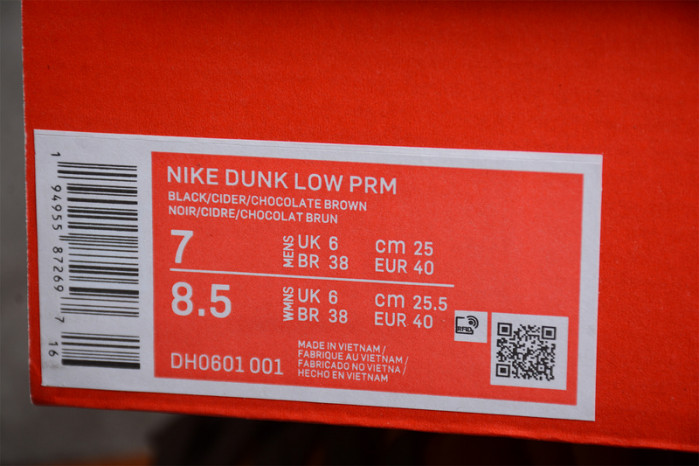 NIKE DUNK LOW PRM
BLACK/CIDER/CHOCOLATE BROWN
NOIR/CIDRE/CHOCOLAT BRUN
7 MENS UK 6 cm 25
BR 38 EUR 40
8.5 WMNS UK 6 cm 25.5
BR 38 EUR 40
DH0601 001
MADE IN VIETNAM /
FABRIQUE AU VIETNAM /
FABRICADO NO VIETNA /
HECHO EN VIETNAM
1 94955 87269 7 16